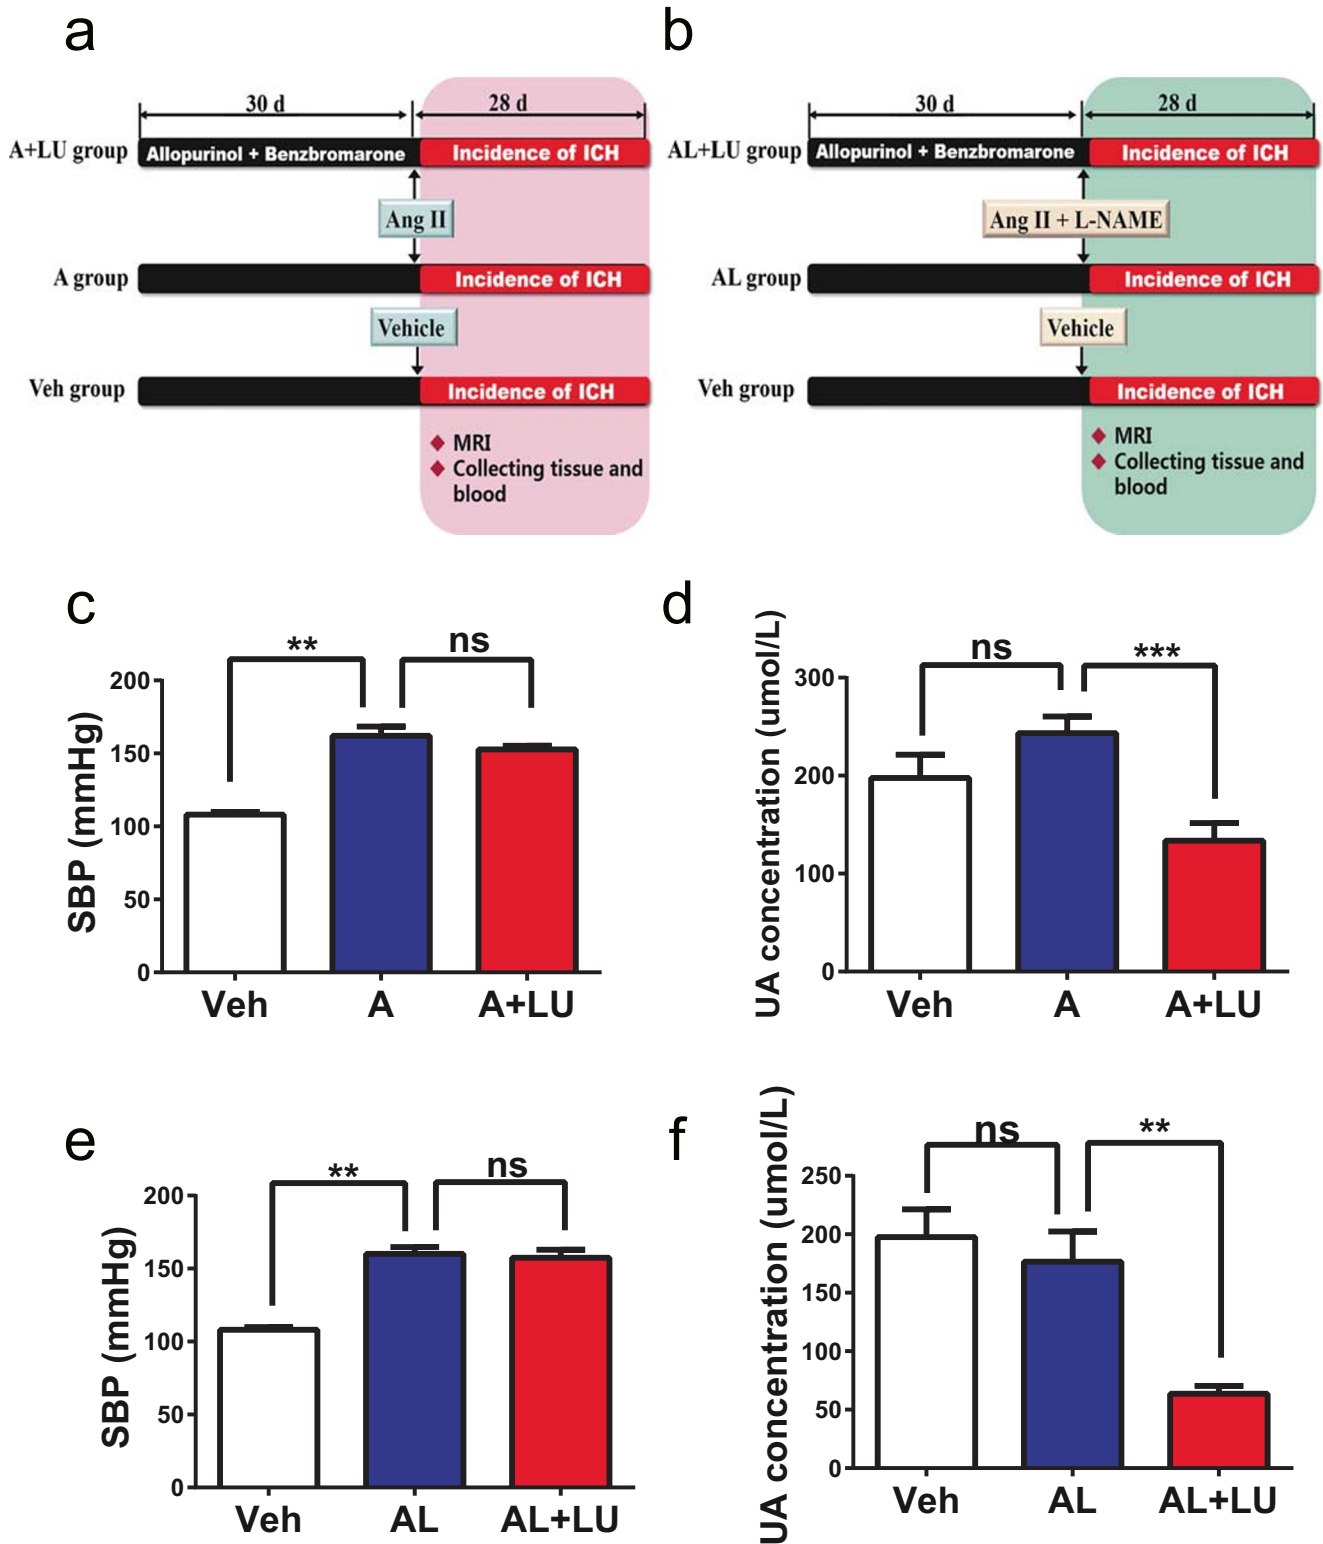 a
30 d
28 d
A+LU group
Allopurinol + Benzbromarone
Incidence of ICH
Ang II
A group
Incidence of ICH
Vehicle
Veh group
Incidence of ICH
MRI
Collecting tissue and
blood
b
30 d
28 d
AL+LU group
Allopurinol + Benzbromarone
Incidence of ICH
Ang II + L-NAME
AL group
Incidence of ICH
Vehicle
Veh group
Incidence of ICH
MRI
Collecting tissue and
blood
c
SBP (mmHg)
**
ns
200
150
100
50
0
Veh
A
A+LU
d
UA concentration (umol/L)
ns
***
300
200
100
0
Veh
A
A+LU
e
SBP (mmHg)
**
ns
200
150
100
50
0
Veh
AL
AL+LU
f
UA concentration (umol/L)
ns
**
250
200
150
100
50
0
Veh
AL
AL+LU